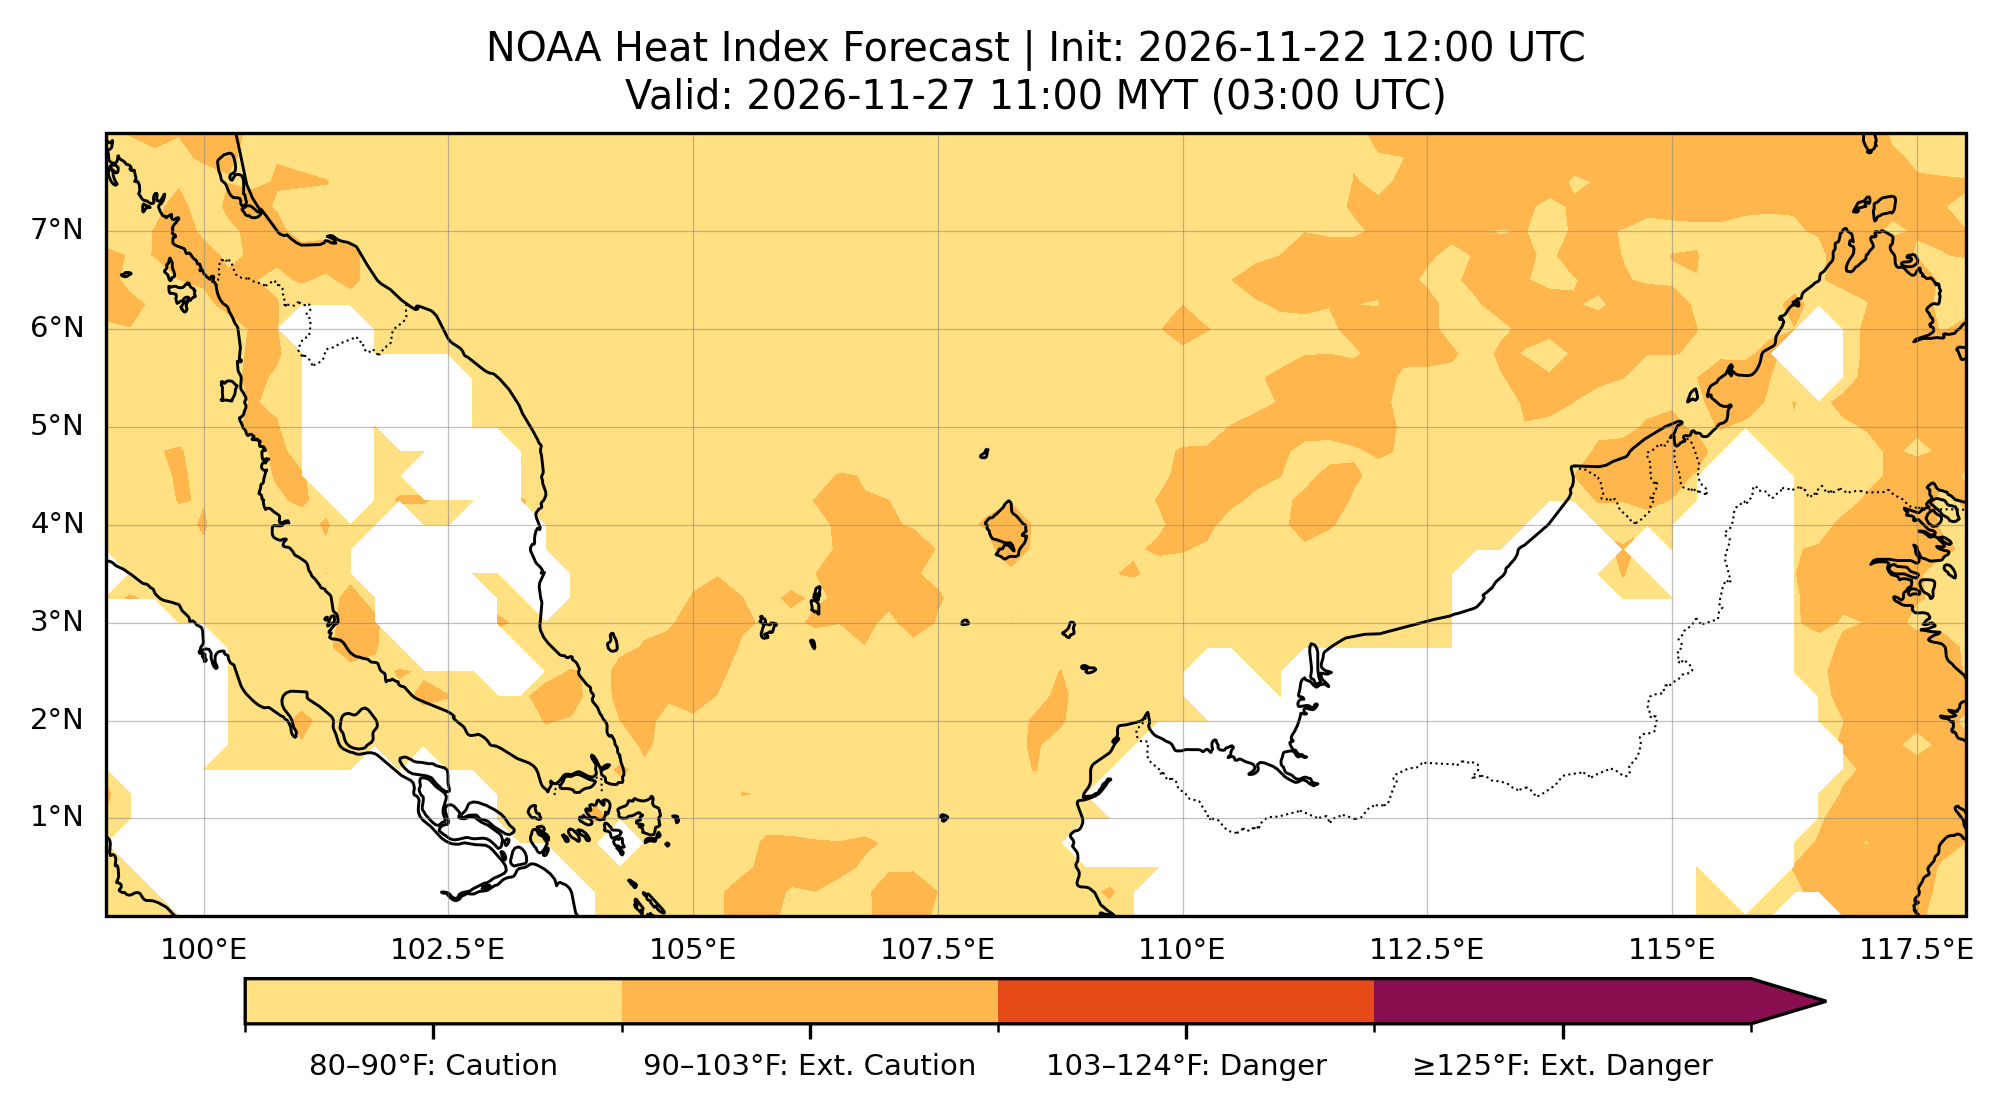 NOAA Heat Index Forecast | Init: 2026-11-22 12:00 UTC
Valid: 2026-11-27 11:00 MYT (03:00 UTC)
7°N
6°N
5°N
4°N
3°N
2°N
1°N
100°E 102.5°E 105°E 107.5°E 110°E 112.5°E 115°E 117.5°E
80–90°F: Caution 90–103°F: Ext. Caution 103–124°F: Danger ≥125°F: Ext. Danger